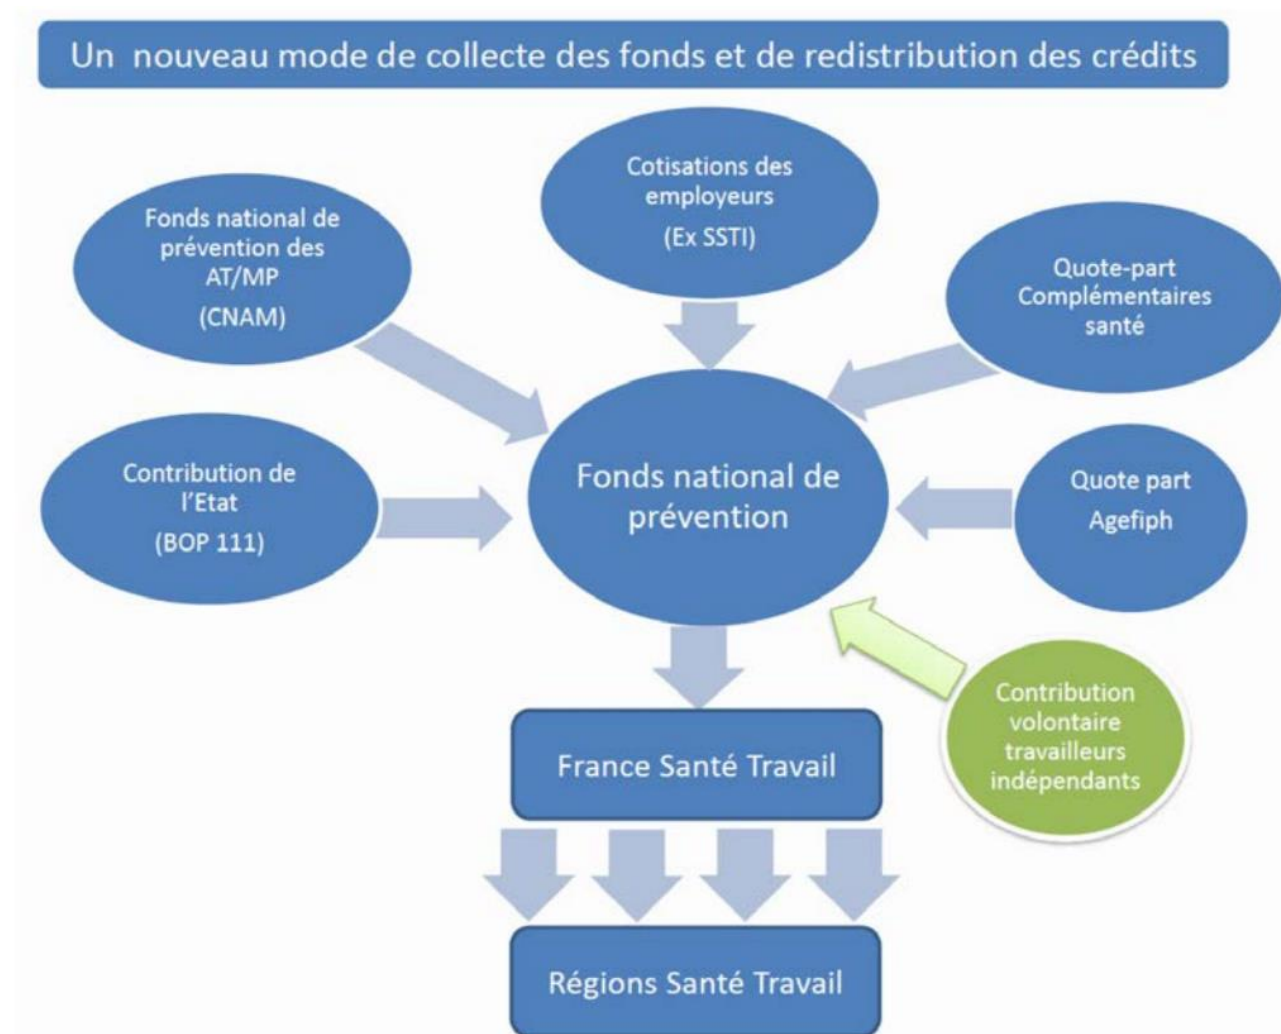 Un nouveau mode de collecte des fonds et de redistribution des crédits
Cotisations des
employeurs
(Ex SSTI)
Fonds national de
prévention des
AT/MP
(CNAM)
Quote-part
Complémentaires
santé
Contribution de
l'Etat
(BOP 111)
Fonds national de
prévention
Quote part
Agefiph
Contribution
volontaire
travailleurs
indépendants
France Santé Travail
Régions Santé Travail